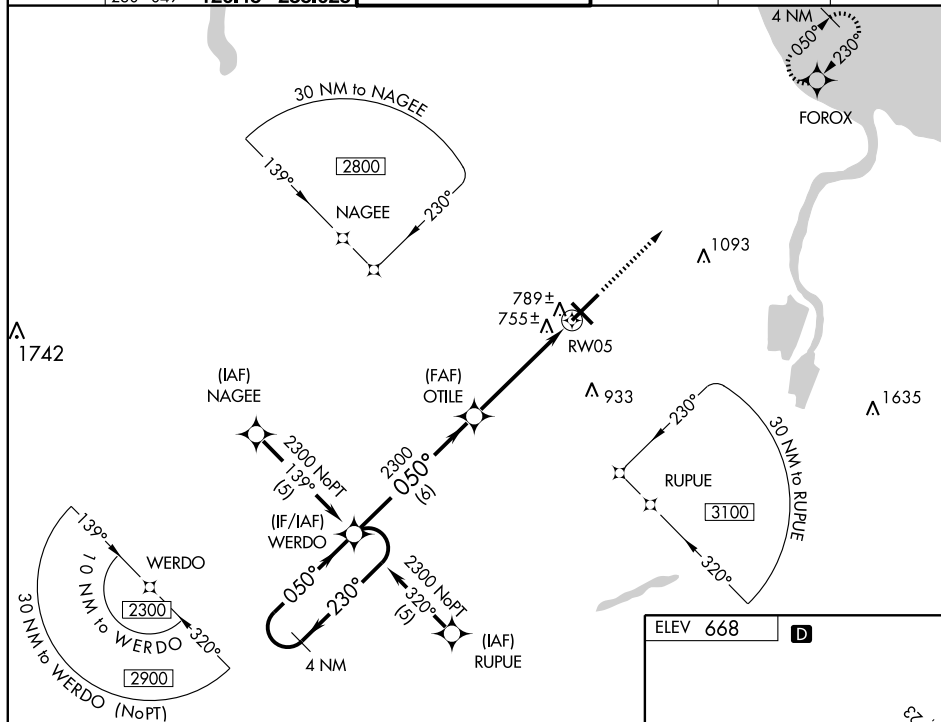 4 NM
050°
230°
FOROX
30 NM to NAGEE
2800
139°
230°
NAGEE
1093
789±
755±
RW05
1742
(IAF)
NAGEE
(FAF)
OTILE
933
1635
2300 NoPT
139°
(5)
2300
050°
(6)
230°
30 NM to RUPUE
RUPUE
3100
320°
(IF/IAF)
WERDO
139°
WERDO
10 NM to WERDO
2300
320°
30 NM to WERDO (NoPT)
2900
050°
230°
4 NM
2300 NoPT
320°
(5)
(IAF)
RUPUE
ELEV 668
D
23